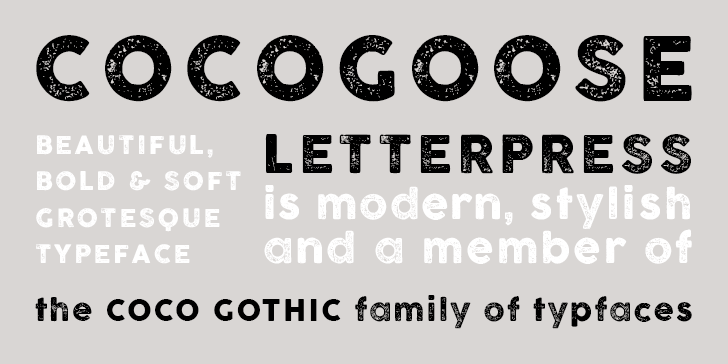 COCOGOOSE
BEAUTIFUL,
BOLD & SOFT
GROTESQUE
TYPEFACE
LETTERPRESS
is modern, stylish
and a member of
the COCO GOTHIC family of typfaces